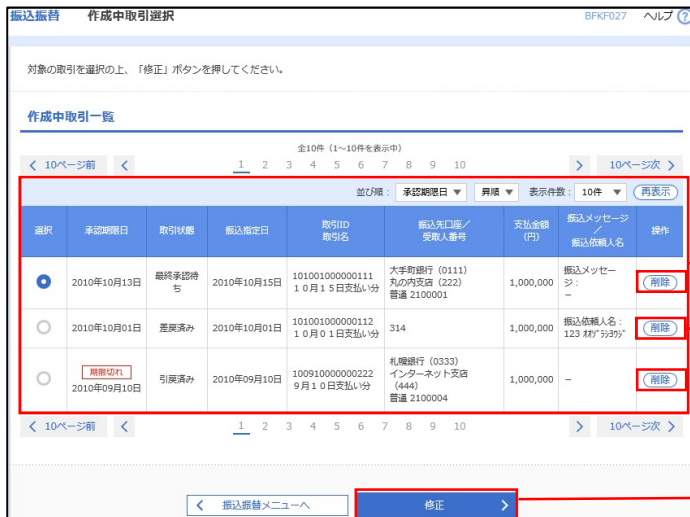 振込振替 作成中取引選択 BFKF027 ヘルプ ?
対象の取引を選択の上、「修正」ボタンを押してください。
作成中取引一覧
全10件（1～10件を表示中）
10ページ前 1 2 3 4 5 6 7 8 9 10 10ページ次
並び順： 承認期限日 ▼ 昇順 ▼ 表示件数： 10件 ▼ 再表示
選択 承認期限日 取引状態 振込指定日 取引ID 取引名 振込先口座／受取人番号 支払金額（円） 振込メッセージ／振込依頼人名 操作
2010年10月13日 最終承認待ち 2010年10月15日 101001000000111 １０月１５日支払い分 大手町銀行（0111） 丸の内支店（222） 普通 2100001 1,000,000 振込メッセージ： − 削除
2010年10月01日 差戻済み 2010年10月01日 101001000000112 １０月０１日支払い分 314 1,000,000 振込依頼人名： 123 削除
期限切れ 2010年09月10日 引戻済み 2010年09月10日 100910000000222 ９月１０日支払い分 札幌銀行（0333） インターネット支店（444） 普通 2100004 1,000,000 − 削除
10ページ前 1 2 3 4 5 6 7 8 9 10 10ページ次
振込振替メニューへ 修正